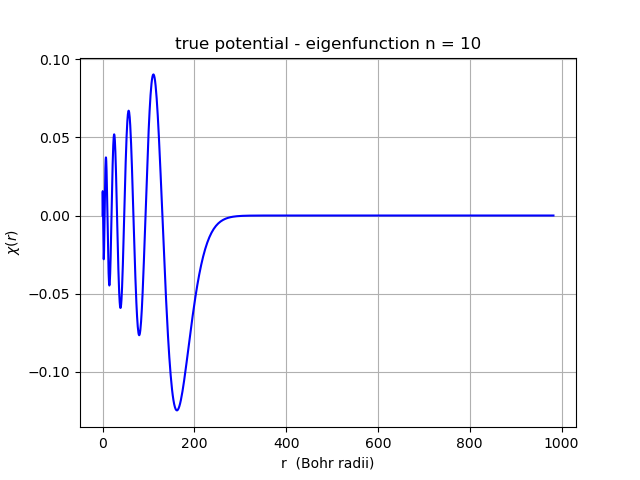 true potential - eigenfunction n = 10
0.10
0.05
0.00
−0.05
−0.10
χ(r)
0 200 400 600 800 1000
r (Bohr radii)